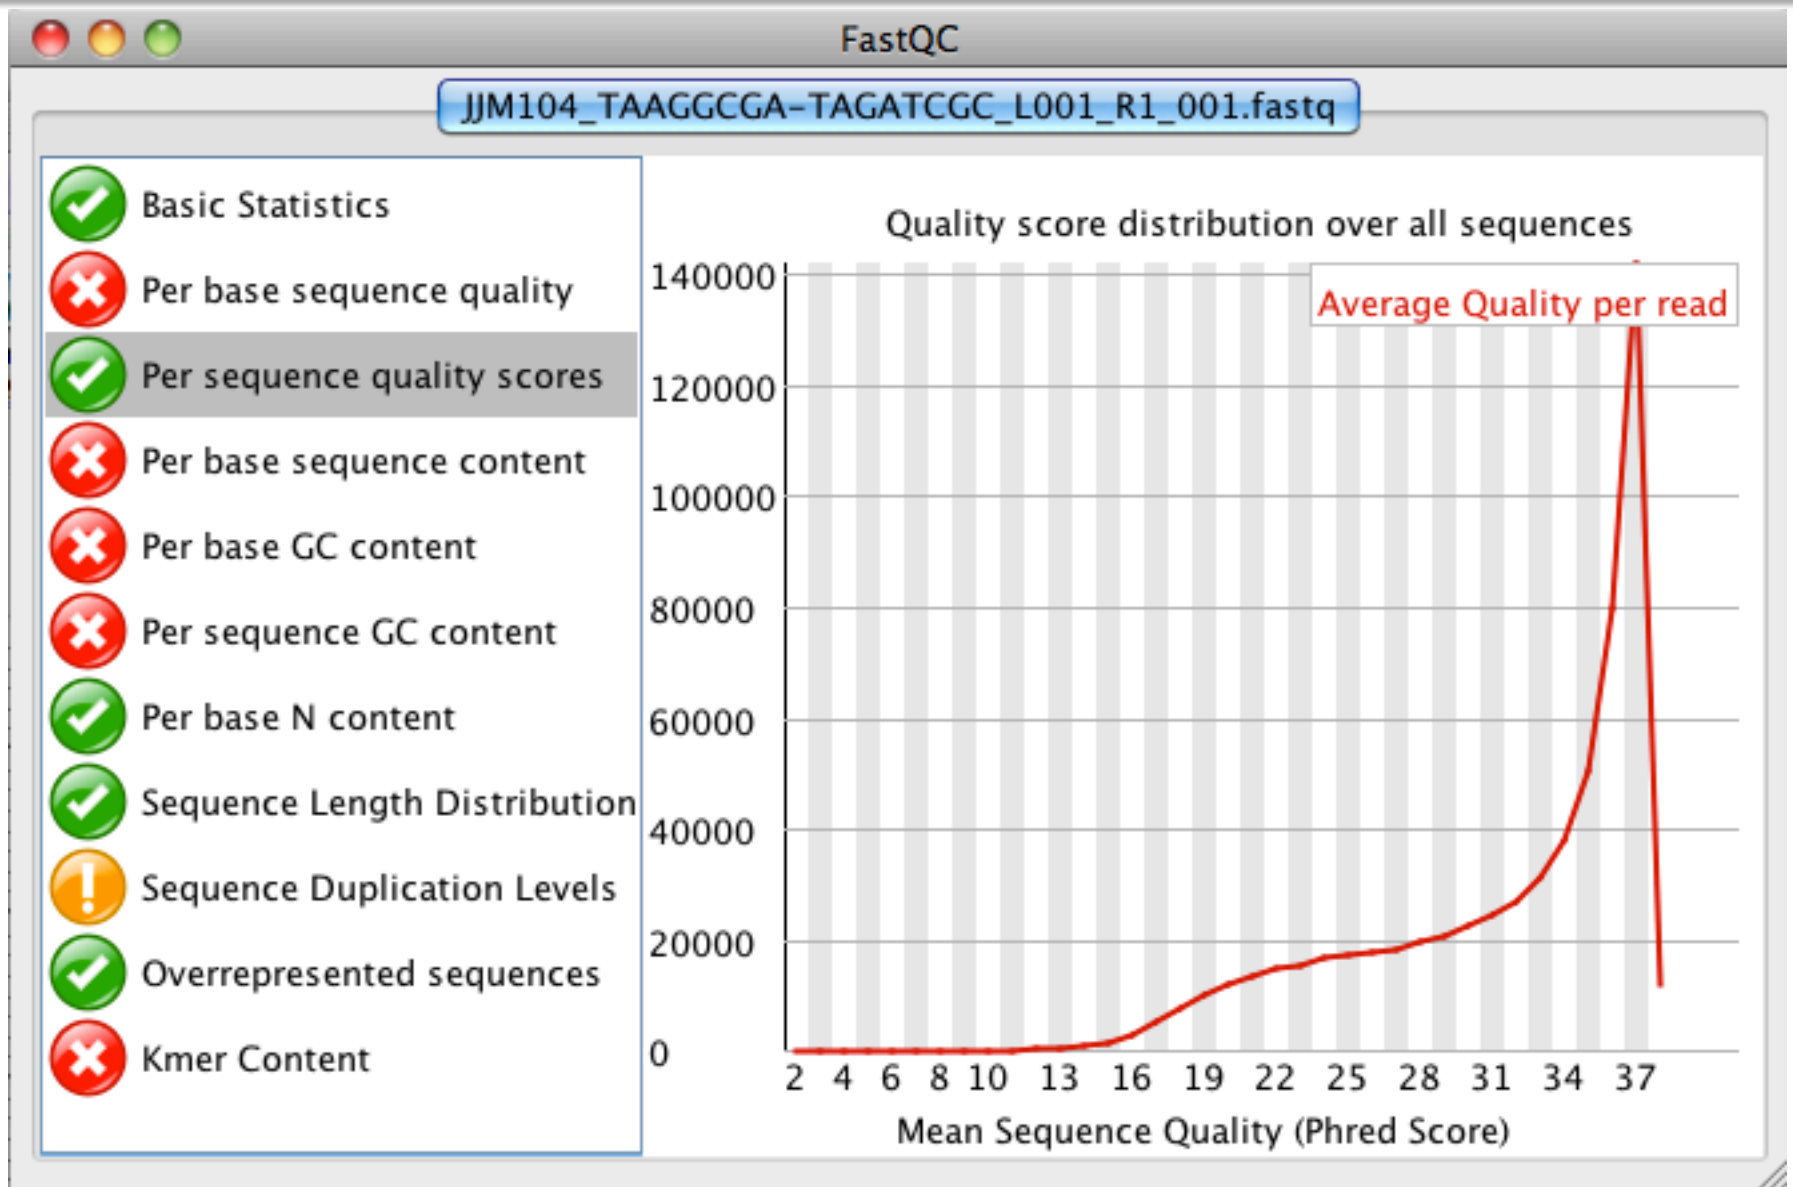 FastQC
JJM104_TAAGGCGA-TAGATCGC_L001_R1_001.fastq
Basic Statistics
Per base sequence quality
Per sequence quality scores
Per base sequence content
Per base GC content
Per sequence GC content
Per base N content
Sequence Length Distribution
Sequence Duplication Levels
Overrepresented sequences
Kmer Content
Quality score distribution over all sequences
Average Quality per read
140000
120000
100000
80000
60000
40000
20000
0
2 4 6 8 10 13 16 19 22 25 28 31 34 37
Mean Sequence Quality (Phred Score)